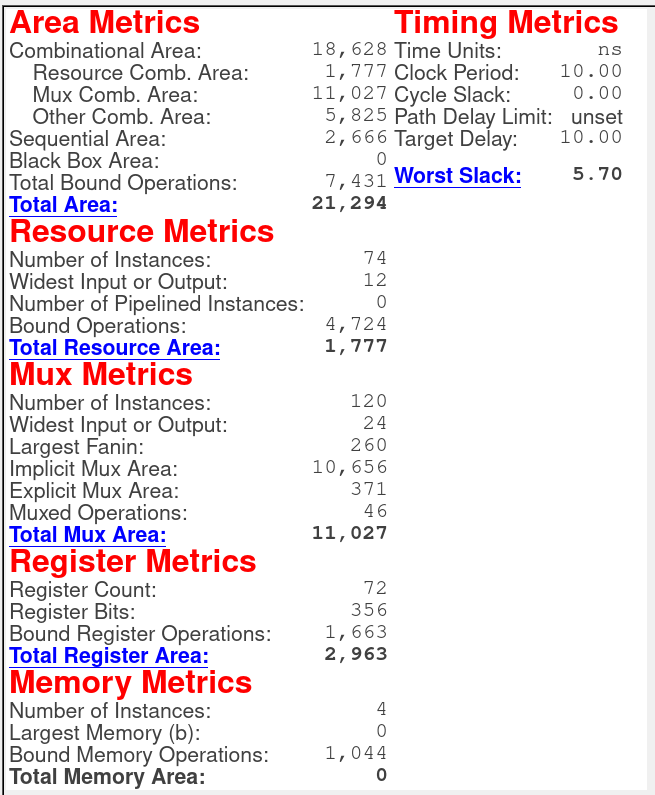 Area Metrics
Combinational Area: 18,628
Resource Comb. Area: 1,777
Mux Comb. Area: 11,027
Other Comb. Area: 5,825
Sequential Area: 2,666
Black Box Area: 0
Total Bound Operations: 7,431
Total Area: 21,294
Resource Metrics
Number of Instances: 74
Widest Input or Output: 12
Number of Pipelined Instances: 0
Bound Operations: 4,724
Total Resource Area: 1,777
Mux Metrics
Number of Instances: 120
Widest Input or Output: 24
Largest Fanin: 260
Implicit Mux Area: 10,656
Explicit Mux Area: 371
Muxed Operations: 46
Total Mux Area: 11,027
Register Metrics
Register Count: 72
Register Bits: 356
Bound Register Operations: 1,663
Total Register Area: 2,963
Memory Metrics
Number of Instances: 4
Largest Memory (b): 0
Bound Memory Operations: 1,044
Total Memory Area: 0
Timing Metrics
Time Units: ns
Clock Period: 10.00
Cycle Slack: 0.00
Path Delay Limit: unset
Target Delay: 10.00
Worst Slack: 5.70